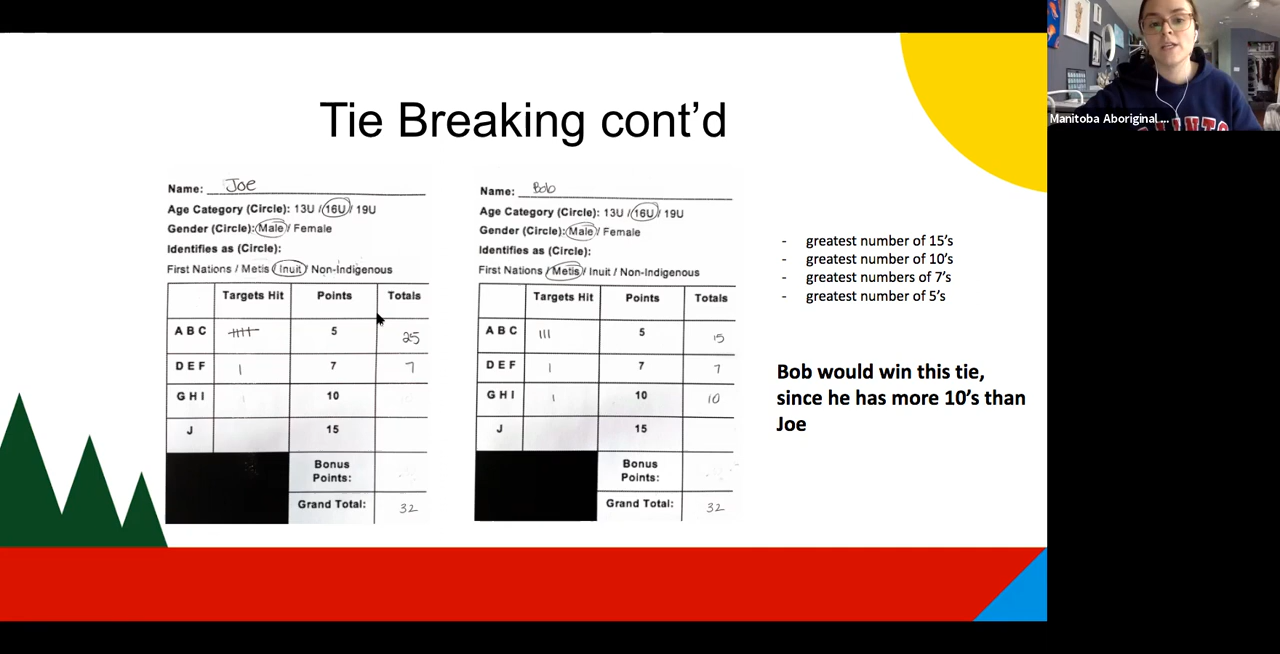 Tie Breaking cont’d
Name: Joe
Age Category (Circle): 13U / 16U / 19U
Gender (Circle): Male / Female
Identifies as (Circle):
First Nations / Metis / Inuit / Non-Indigenous
Targets Hit Points Totals
A B C 5 25
D E F 7 7
G H I 10
J 15
Bonus Points:
Grand Total: 32
Name: Bob
Age Category (Circle): 13U / 16U / 19U
Gender (Circle): Male / Female
Identifies as (Circle):
First Nations / Metis / Inuit / Non-Indigenous
Targets Hit Points Totals
A B C 5 15
D E F 7 7
G H I 10 10
J 15
Bonus Points:
Grand Total: 32
- greatest number of 15’s
- greatest number of 10’s
- greatest numbers of 7’s
- greatest number of 5’s
Bob would win this tie,
since he has more 10’s than
Joe
Manitoba Aboriginal ...